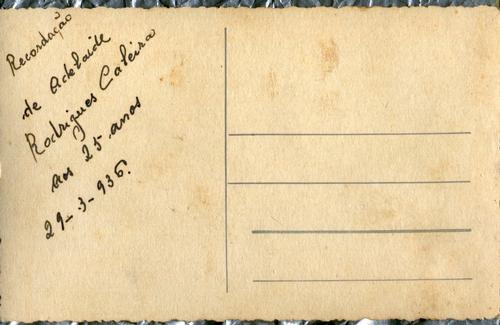 Recordação
de Adelaide
Rodrigues Caleira
aos 25 anos
29-3-936.